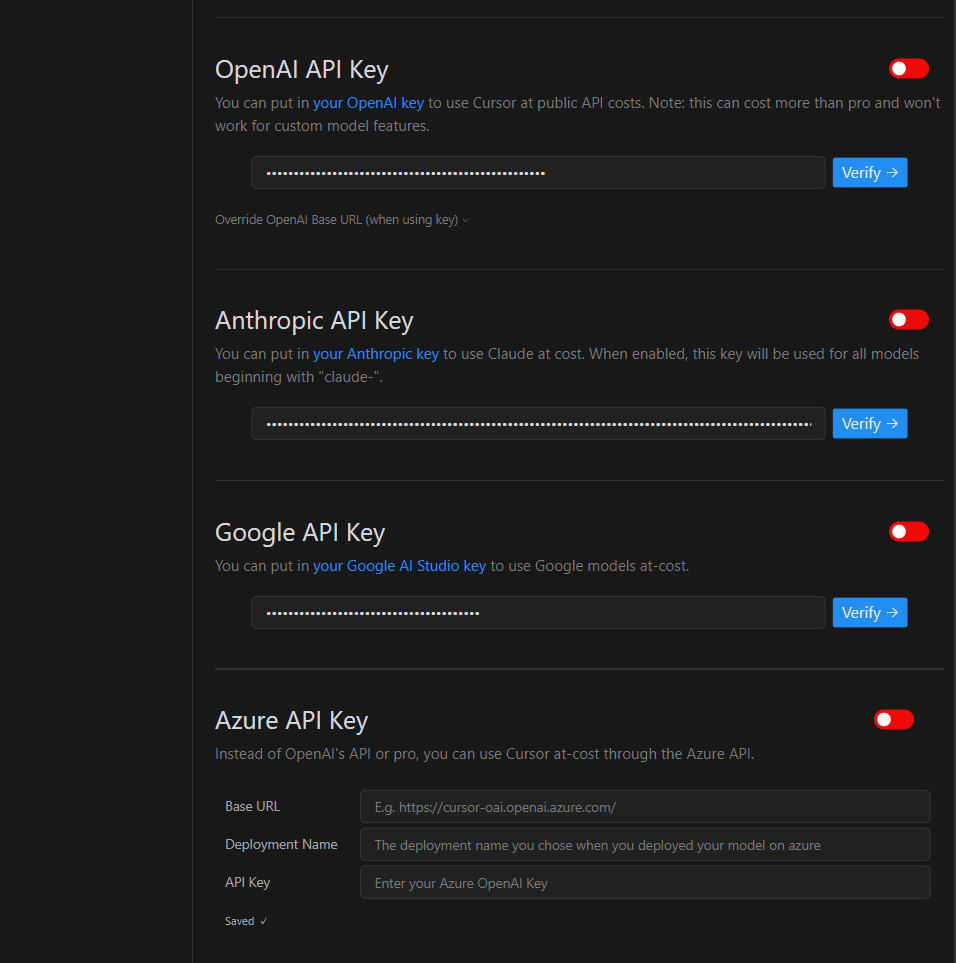 OpenAI API Key
You can put in your OpenAI key to use Cursor at public API costs. Note: this can cost more than pro and won't
work for custom model features.
••••••••••••••••••••••••••••••••••••••••••••••••••• Verify →
Override OpenAI Base URL (when using key)
Anthropic API Key
You can put in your Anthropic key to use Claude at cost. When enabled, this key will be used for all models
beginning with "claude-".
Verify →
Google API Key
You can put in your Google AI Studio key to use Google models at-cost.
••••••••••••••••••••••••••••••••••••••• Verify →
Azure API Key
Instead of OpenAI's API or pro, you can use Cursor at-cost through the Azure API.
Base URL E.g. https://cursor-oai.openai.azure.com/
Deployment Name The deployment name you chose when you deployed your model on azure
API Key Enter your Azure OpenAI Key
Saved ✓